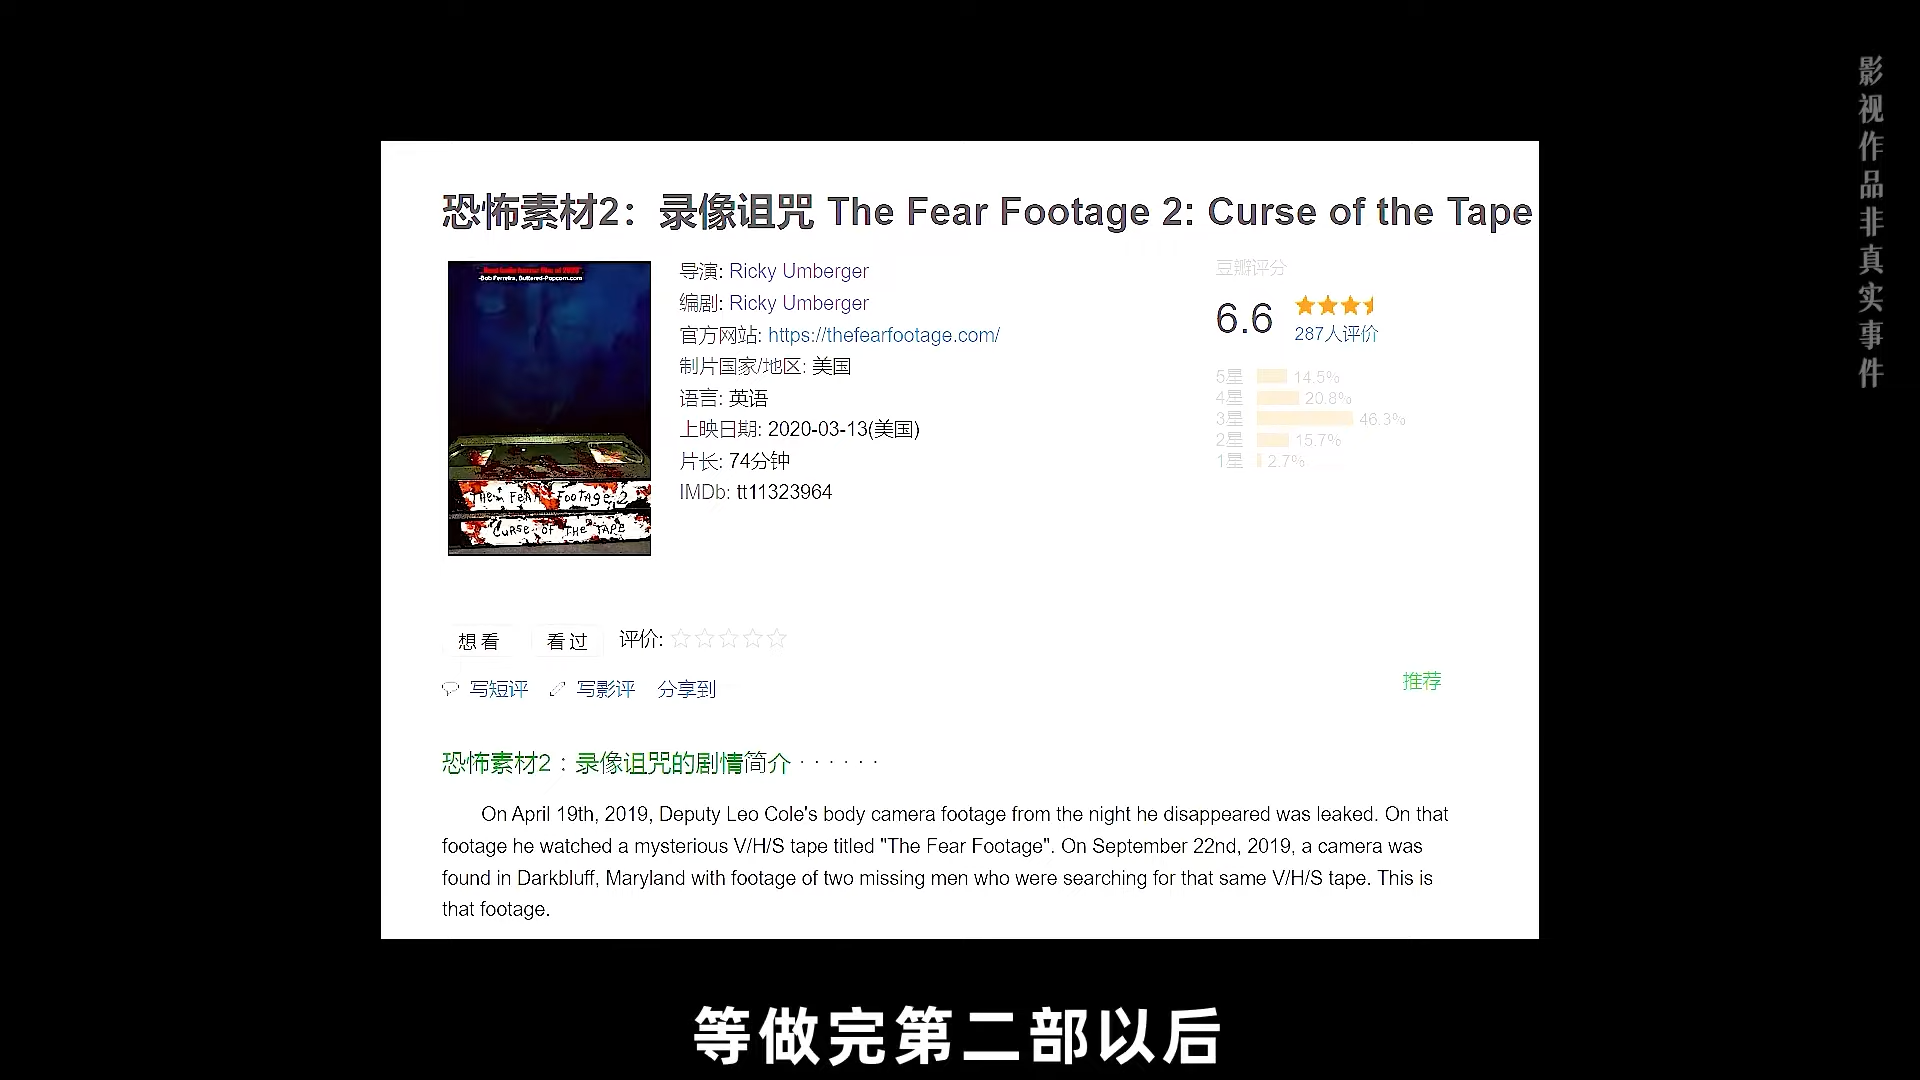 影视作品非真实事件
恐怖素材2：录像诅咒 The Fear Footage 2: Curse of the Tape
-Bob Ferreira, Buttered-Popcorn.com
THE FEAR FOOTAGE 2
CURSE OF THE TAPE
导演: Ricky Umberger
编剧: Ricky Umberger
官方网站: https://thefearfootage.com/
制片国家/地区: 美国
语言: 英语
上映日期: 2020-03-13(美国)
片长: 74分钟
IMDb: tt11323964
豆瓣评分
6.6
287人评价
5星 14.5%
4星 20.8%
3星 46.3%
2星 15.7%
1星 2.7%
想看 看过 评价:
写短评 写影评 分享到
推荐
恐怖素材2：录像诅咒的剧情简介 · · · · · ·
On April 19th, 2019, Deputy Leo Cole's body camera footage from the night he disappeared was leaked. On that
footage he watched a mysterious V/H/S tape titled "The Fear Footage". On September 22nd, 2019, a camera was
found in Darkbluff, Maryland with footage of two missing men who were searching for that same V/H/S tape. This is
that footage.
等做完第二部以后